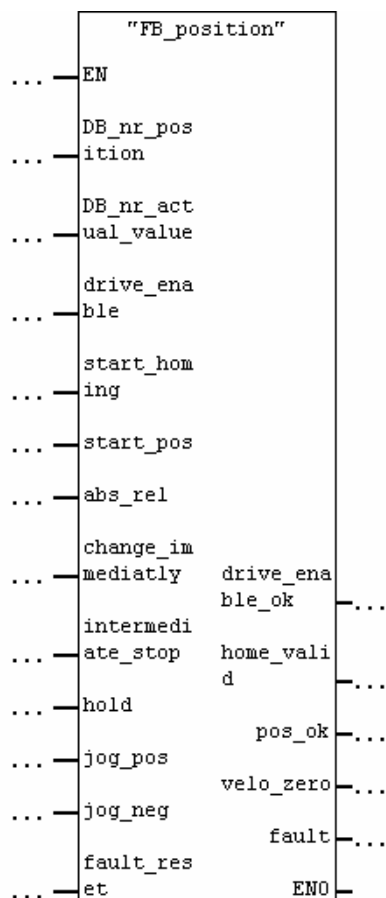 "FB_position"
... EN
DB_nr_pos
... ition
DB_nr_act
... ual_value
drive_ena
... ble
start_hom
... ing
... start_pos
... abs_rel
change_im
... mediatly drive_ena
ble_ok ...
intermedi
... ate_stop home_vali
d ...
... hold
pos_ok ...
... jog_pos
velo_zero ...
... jog_neg
fault ...
fault_res
... et ENO